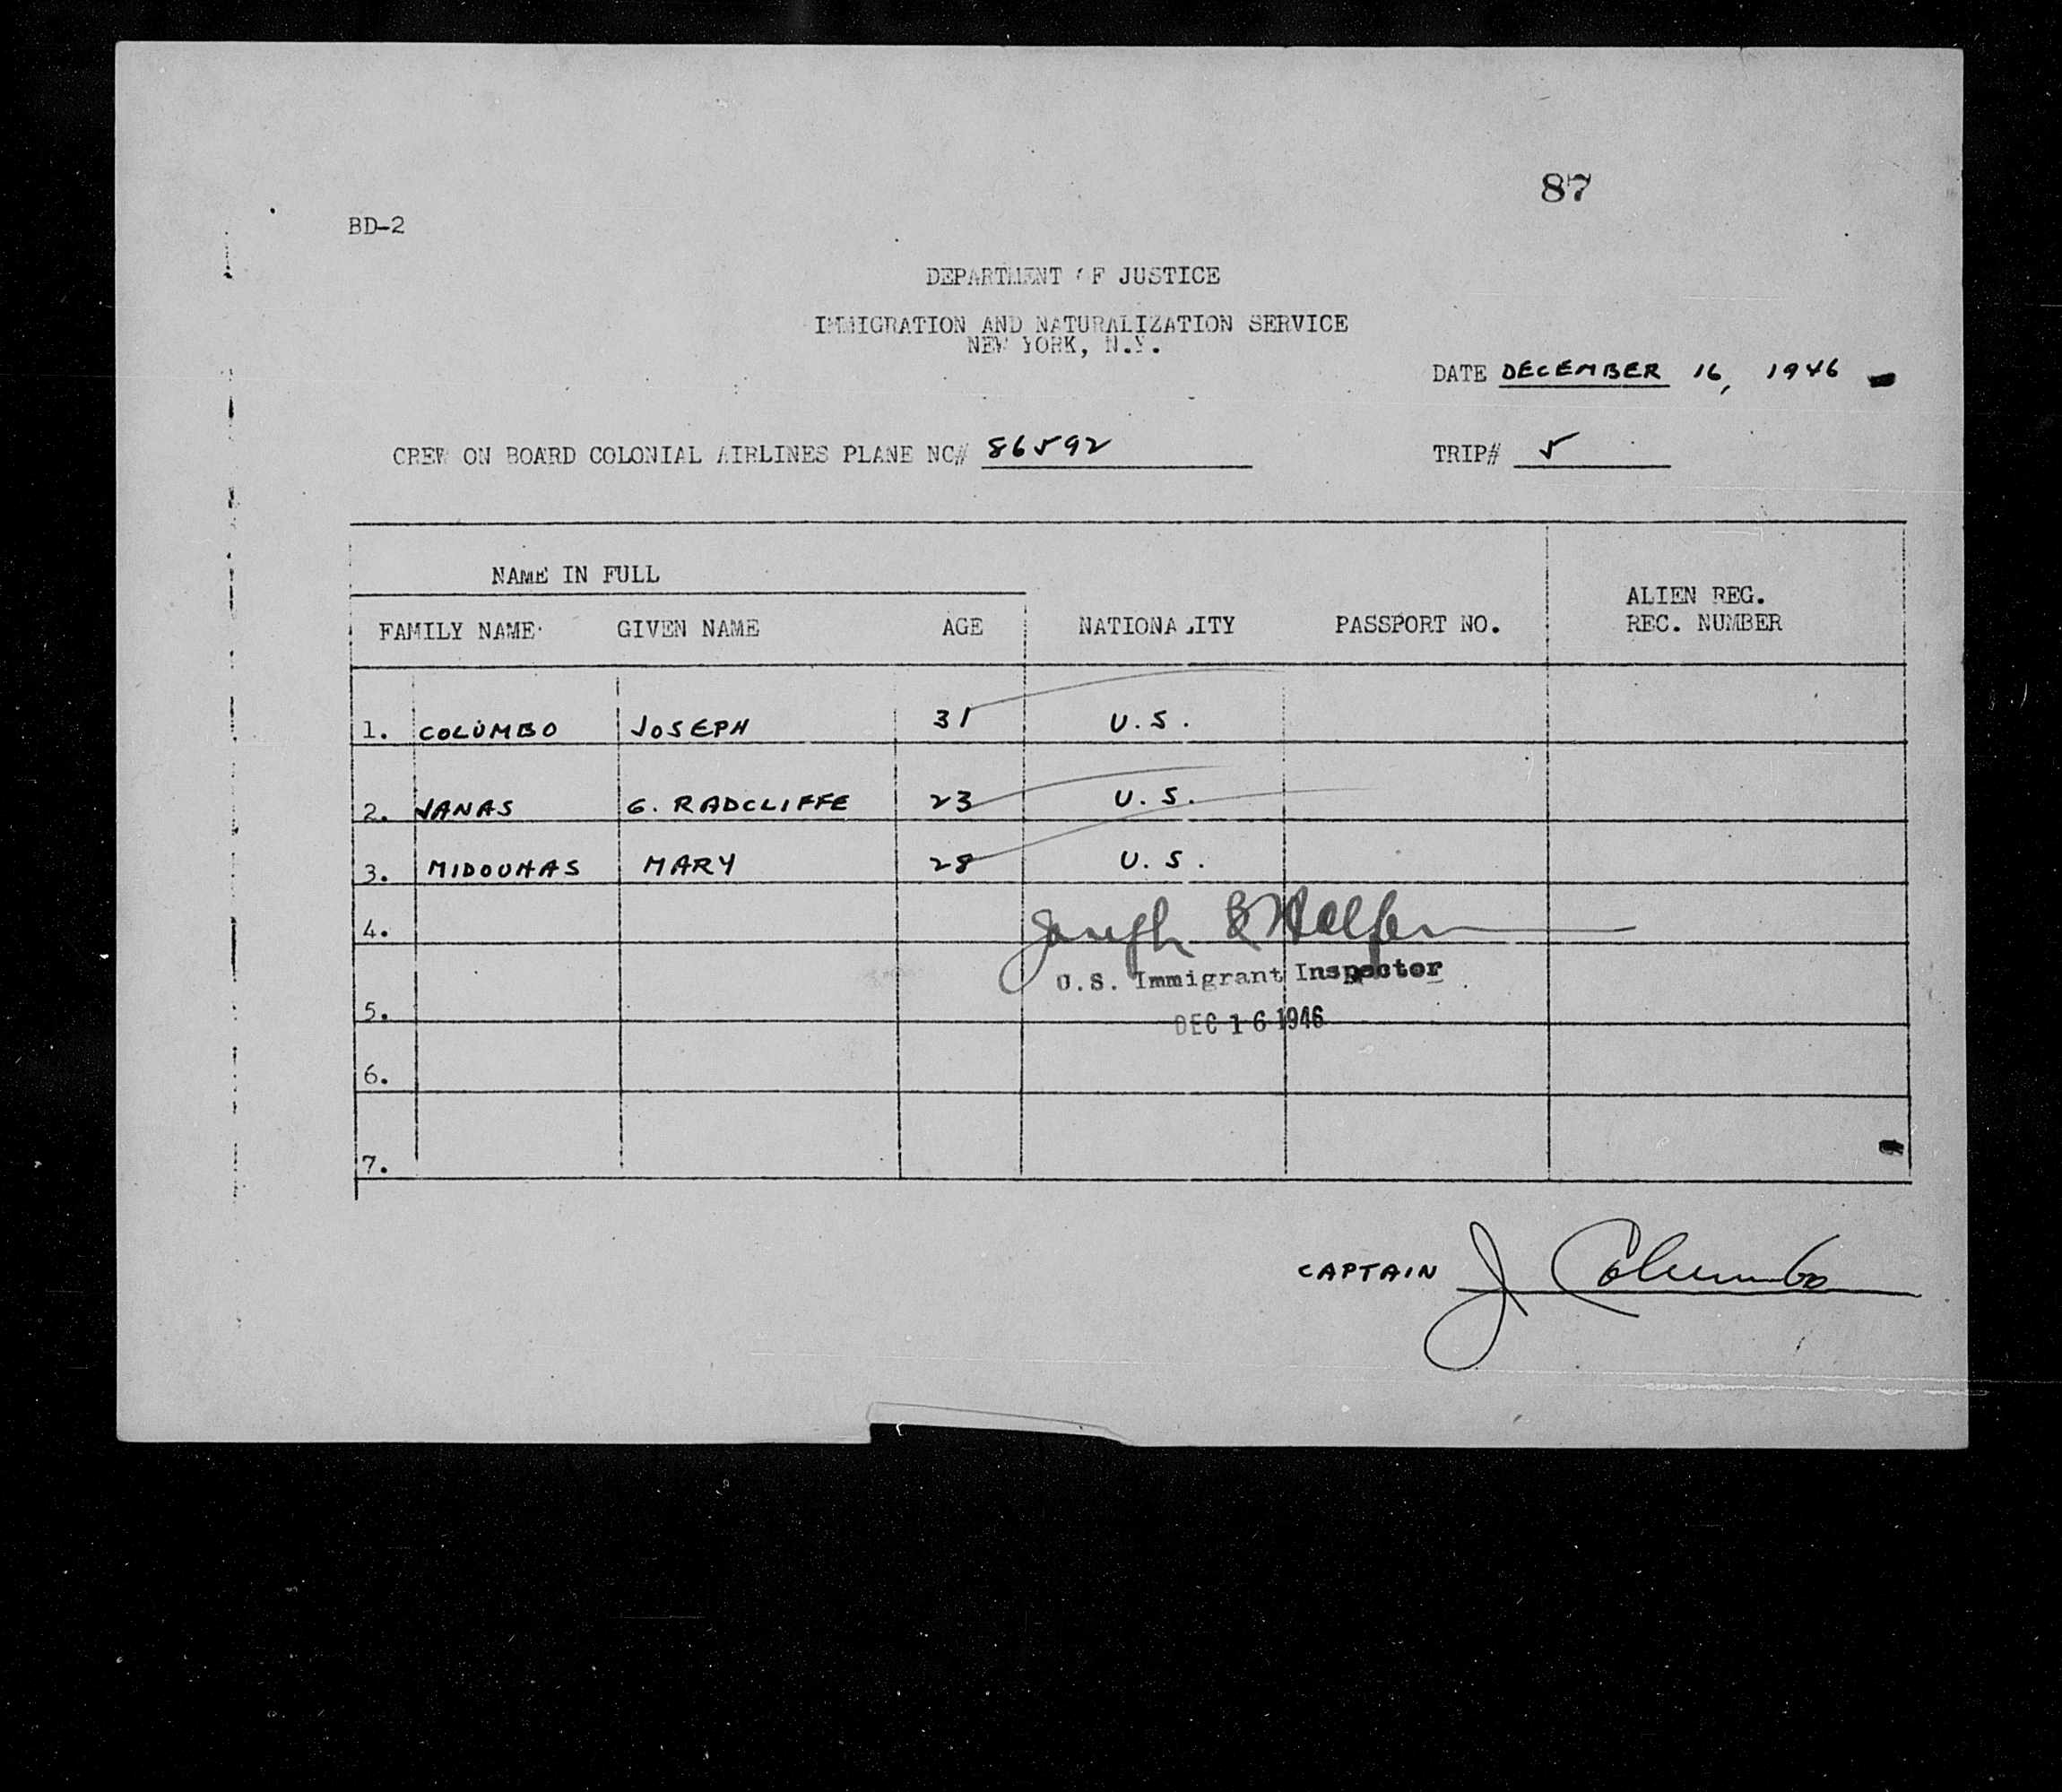 87
BD-2
DEPARTMENT OF JUSTICE
IMMIGRATION AND NATURALIZATION SERVICE
NEW YORK, N.Y.
DATE DECEMBER 16, 1946
CREW ON BOARD COLONIAL AIRLINES PLANE NC# 86592 TRIP# 5
NAME IN FULL
FAMILY NAME GIVEN NAME AGE NATIONALITY PASSPORT NO. ALIEN REG. REC. NUMBER
1. COLUMBO JOSEPH 31 U.S.
2. JANAS G. RADCLIFFE 23 U.S.
3. MIDOUHAS MARY 28 U.S.
4. Joseph
U.S. Immigrant Inspector
5.
DEC 16 1946
6.
7.
CAPTAIN J Columbo